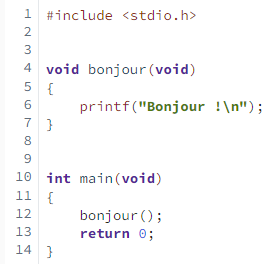 1 #include <stdio.h>
2
3
4 void bonjour(void)
5 {
6     printf("Bonjour !\n");
7 }
8
9
10 int main(void)
11 {
12     bonjour();
13     return 0;
14 }